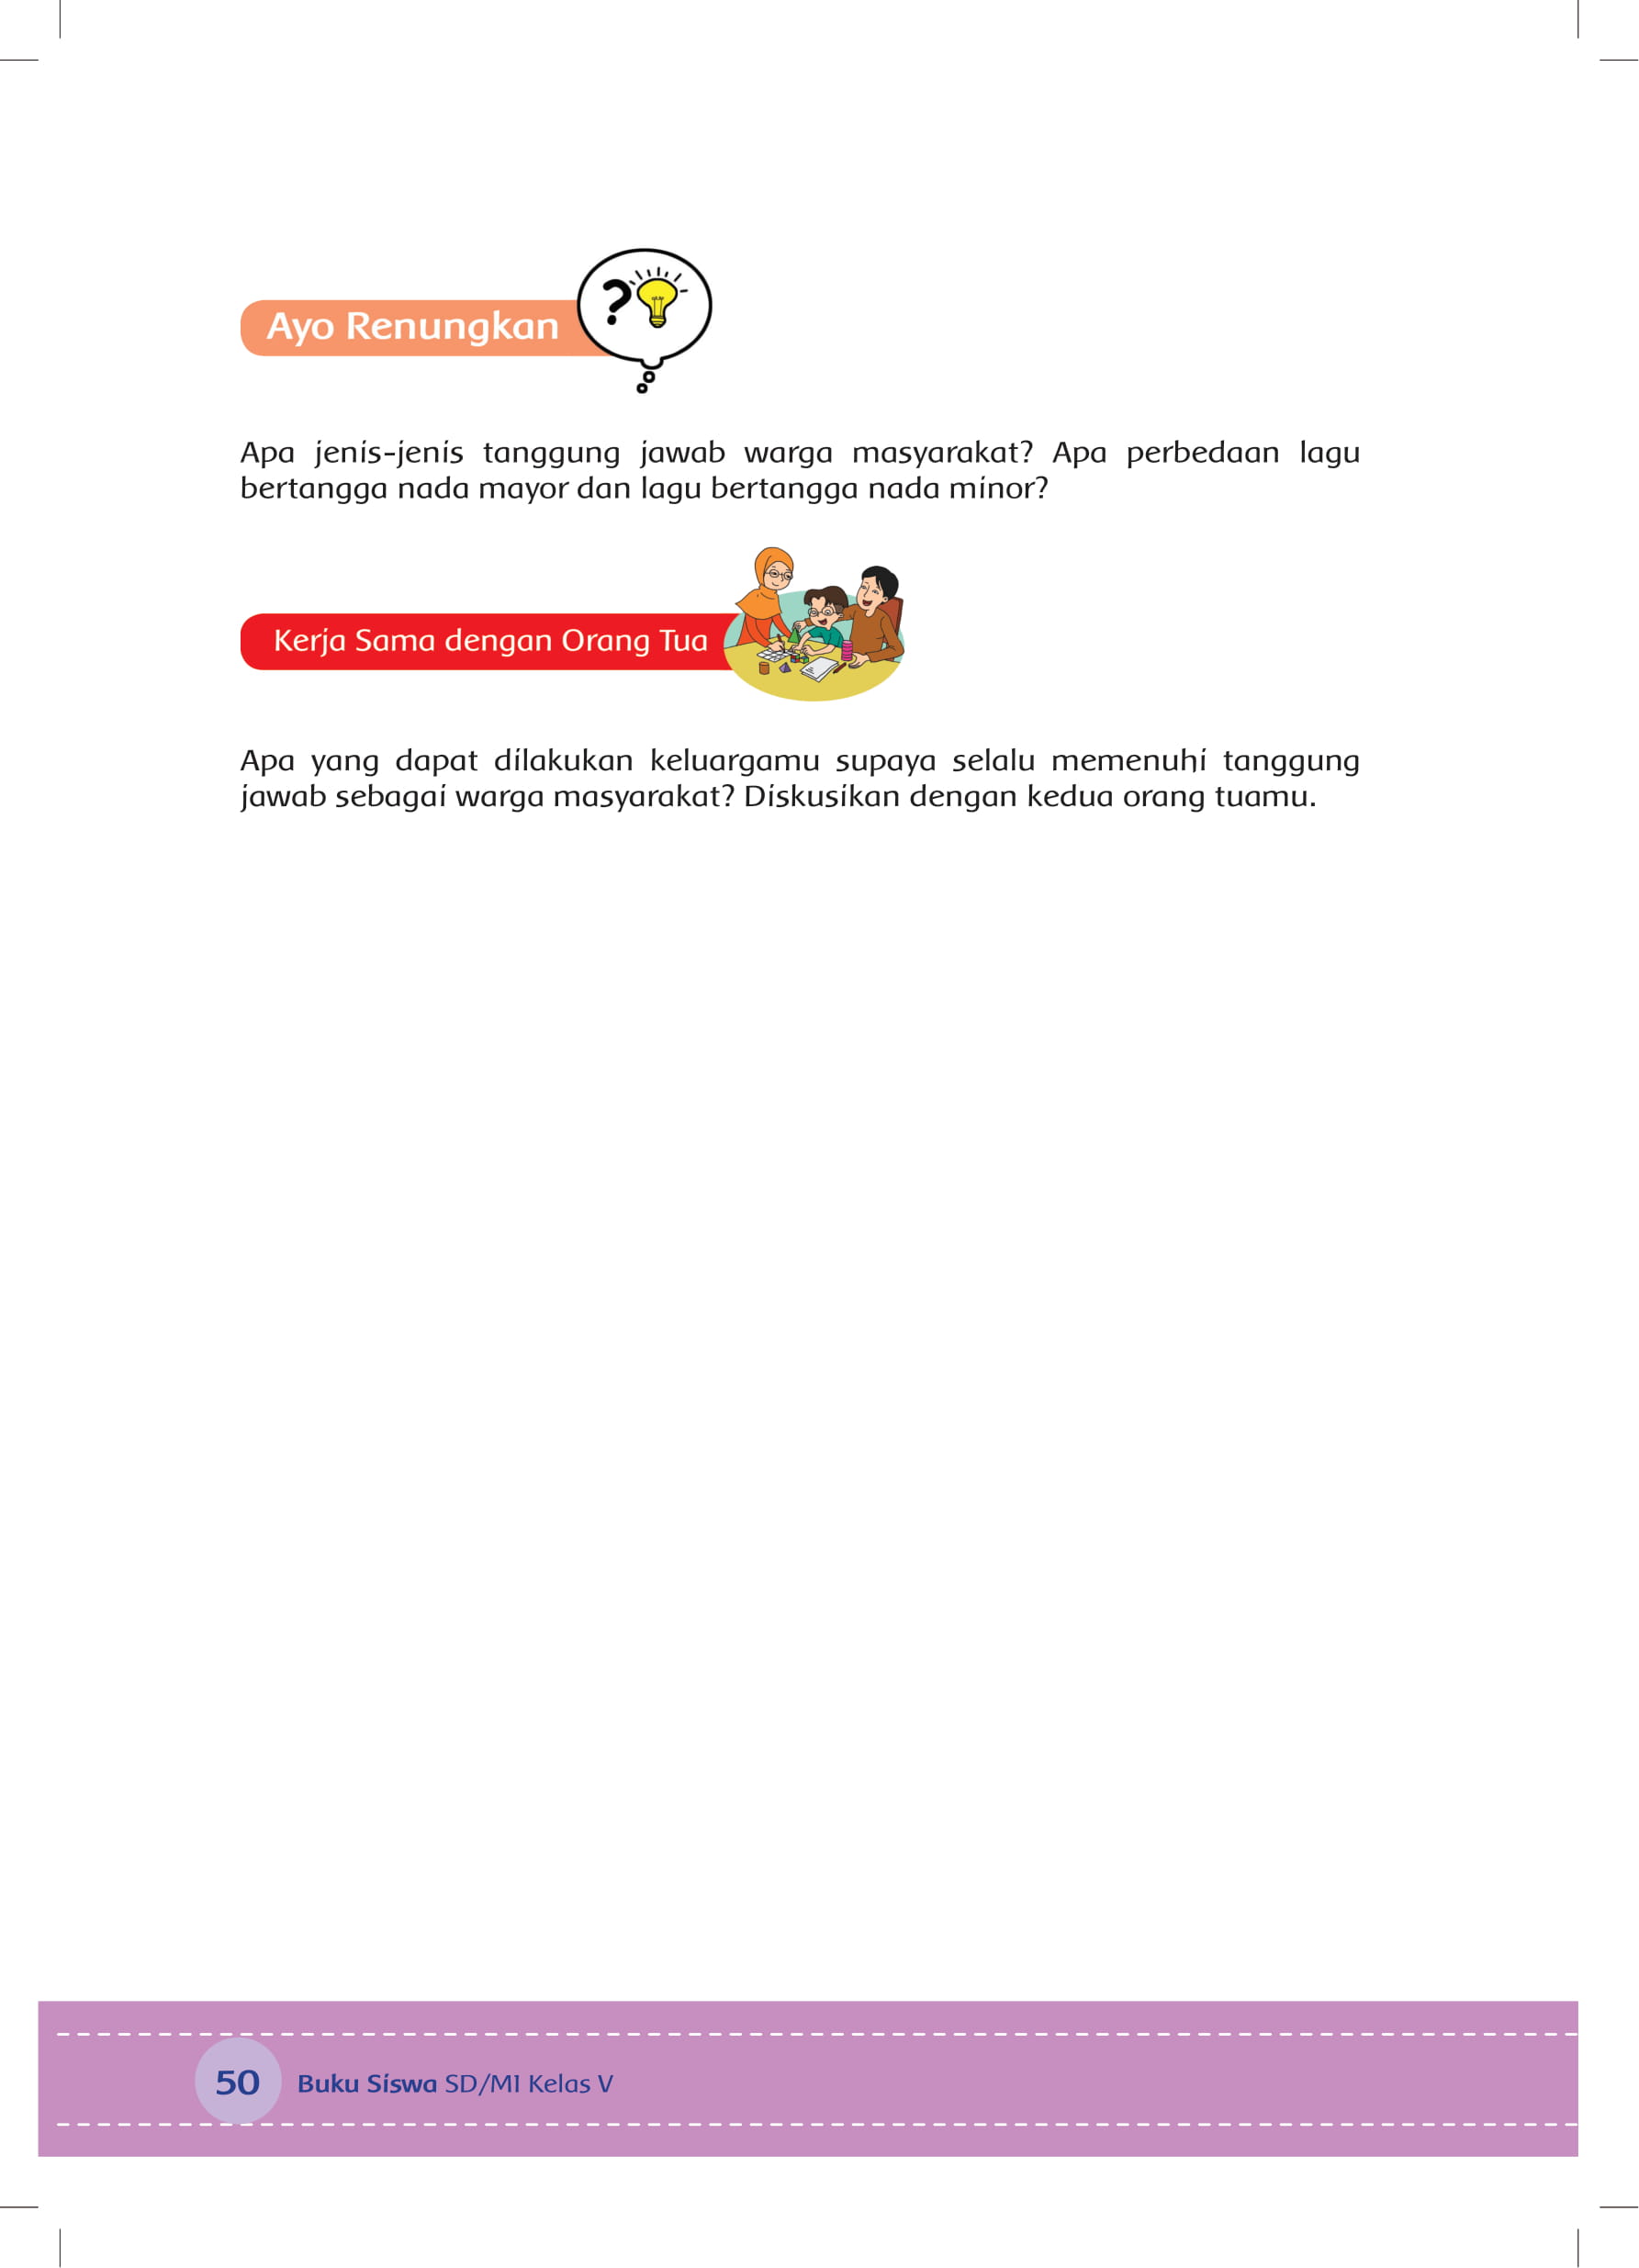 Ayo Renungkan
?
Apa jenis-jenis tanggung jawab warga masyarakat? Apa perbedaan lagu
bertangga nada mayor dan lagu bertangga nada minor?
Kerja Sama dengan Orang Tua
Apa yang dapat dilakukan keluargamu supaya selalu memenuhi tanggung
jawab sebagai warga masyarakat? Diskusikan dengan kedua orang tuamu.
50 Buku Siswa SD/MI Kelas V